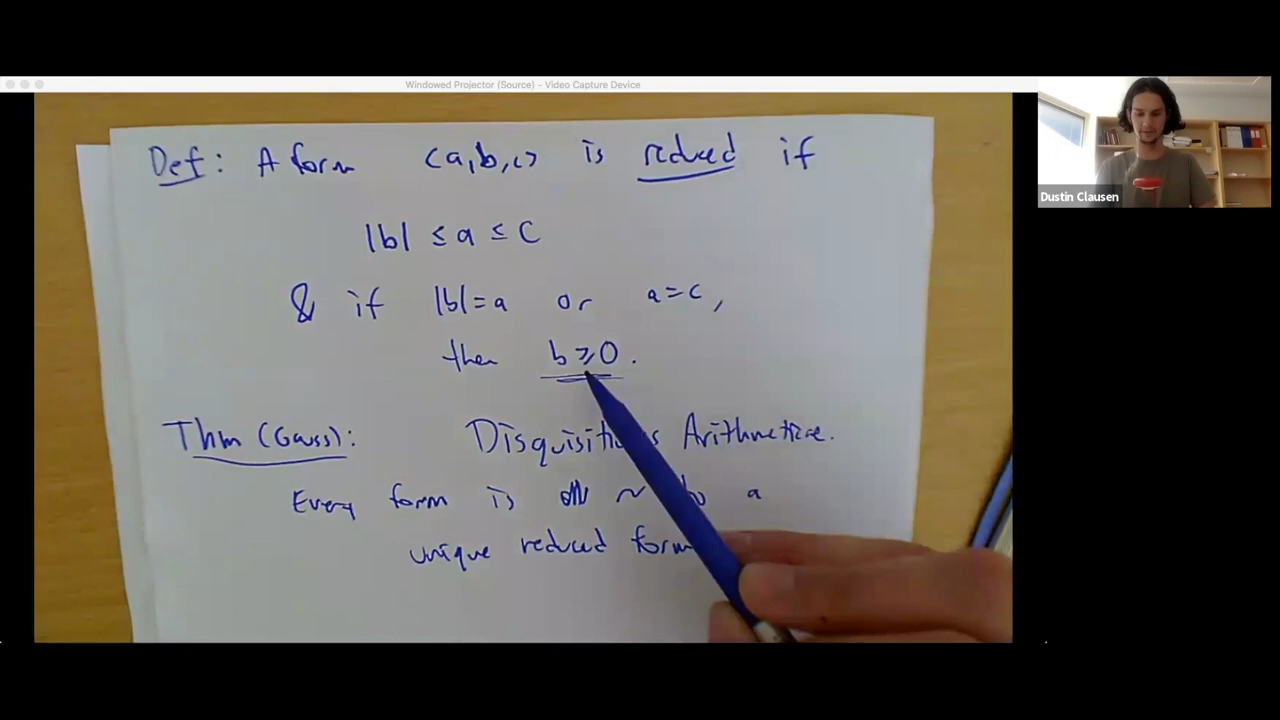 Windowed Projector (Source) - Video Capture Device
Def: A form (a,b,c) is reduced if
|b| ≤ a ≤ c
& if |b|=a or a=c,
then b≥0.
Thm (Gauss): Arithmeticae.
Every form is ~ to a
unique reduced form
Dustin Clausen